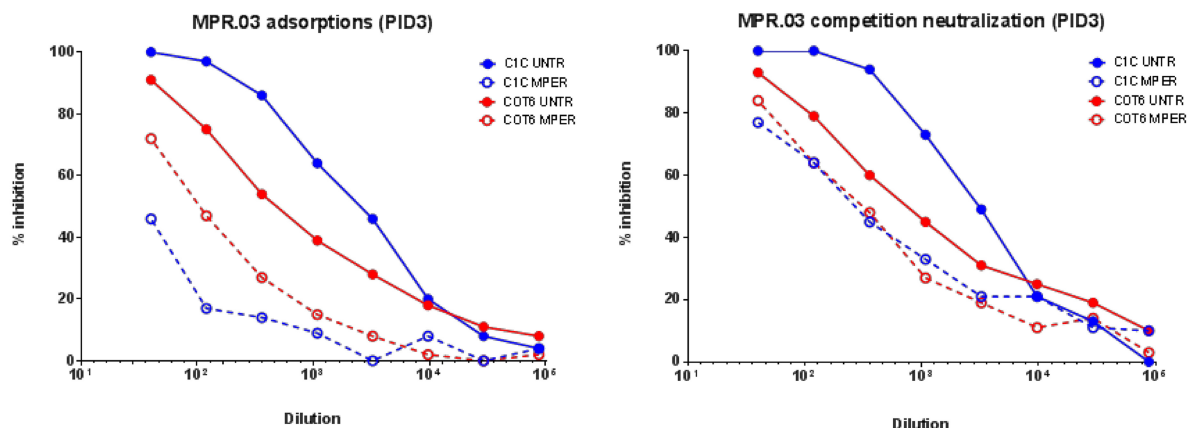 MPR.03 adsorptions (PID3)
100
80
60
40
20
0
% inhibition
10¹
10²
10³
10⁴
10⁵
10⁶
Dilution
C1C UNTR
C1C MPER
COT6 UNTR
COT6 MPER
MPR.03 competition neutralization (PID3)
100
80
60
40
20
0
% inhibition
10¹
10²
10³
10⁴
10⁶
Dilution
C1C UNTR
C1C MPER
COT6 UNTR
COT6 MPER